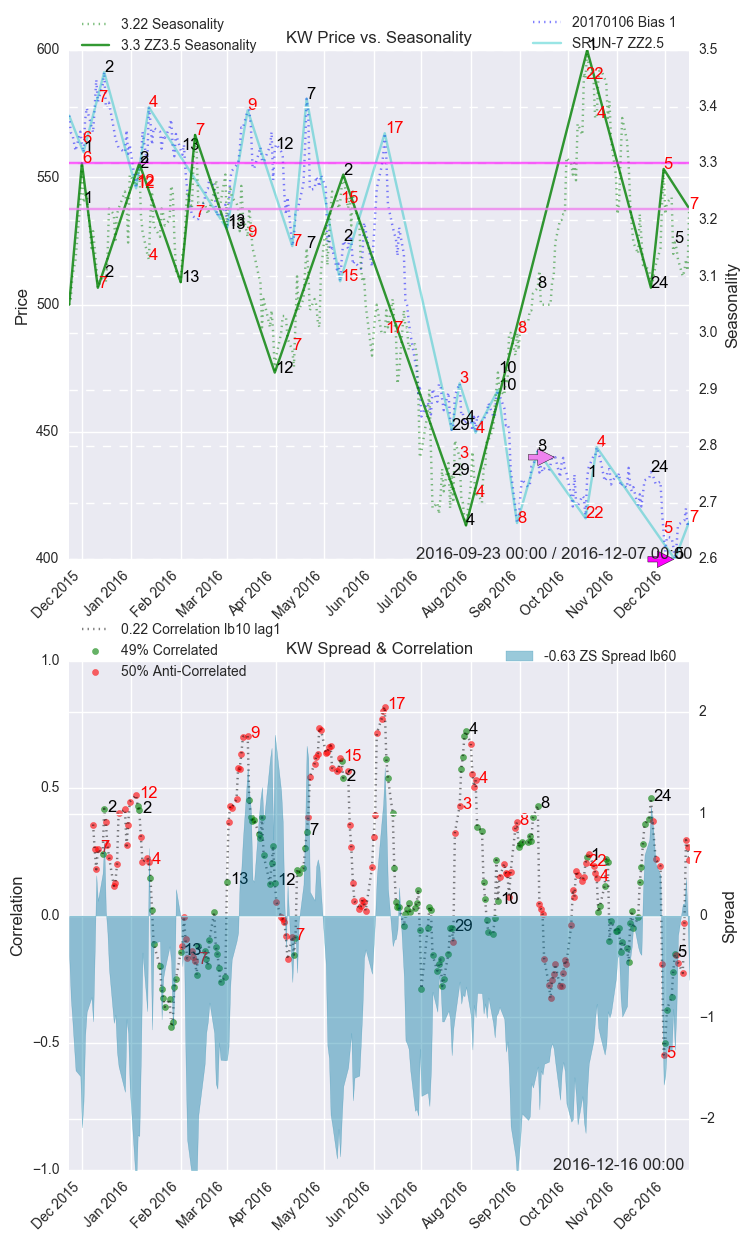 3.22 Seasonality
3.3 ZZ3.5 Seasonality
KW Price vs. Seasonality
20170106 Bias 1
SRUN-7 ZZ2.5
600
550
500
450
400
Price
3.5
3.4
3.3
3.2
3.1
3.0
2.9
2.8
2.7
2.6
Seasonality
2016-09-23 00:00 / 2016-12-07 00:00
Dec 2015
Jan 2016
Feb 2016
Mar 2016
Apr 2016
May 2016
Jun 2016
Jul 2016
Aug 2016
Sep 2016
Oct 2016
Nov 2016
Dec 2016
0.22 Correlation lb10 lag1
49% Correlated
50% Anti-Correlated
KW Spread & Correlation
-0.63 ZS Spread lb60
1.0
0.5
0.0
−0.5
−1.0
Correlation
2
1
0
−1
−2
Spread
2016-12-16 00:00
Dec 2015
Jan 2016
Feb 2016
Mar 2016
Apr 2016
May 2016
Jun 2016
Jul 2016
Aug 2016
Sep 2016
Oct 2016
Nov 2016
Dec 2016